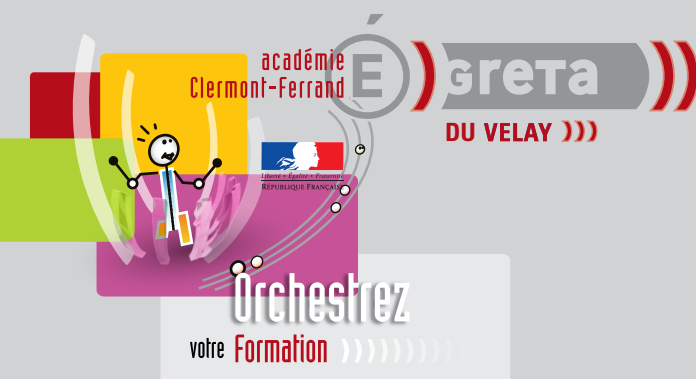 académie
Clermont-Ferrand
É GRETA
DU VELAY
Liberté • Égalité • Fraternité
RÉPUBLIQUE FRANÇAISE
Orchestrez
votre Formation